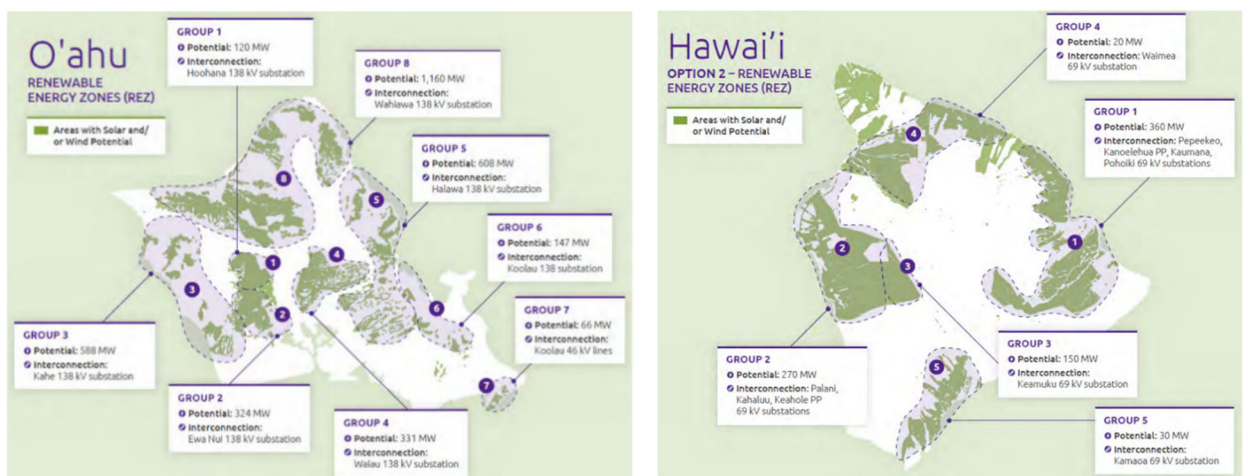 O'ahu
RENEWABLE
ENERGY ZONES (REZ)
Areas with Solar and/
or Wind Potential
GROUP 1
Potential: 120 MW
Interconnection:
Hoohana 138 kV substation
GROUP 8
Potential: 1,160 MW
Interconnection:
Wahiawa 138 kV substation
GROUP 5
Potential: 608 MW
Interconnection:
Halawa 138 kV substation
GROUP 6
Potential: 147 MW
Interconnection:
Koolau 138 substation
GROUP 7
Potential: 66 MW
Interconnection:
Koolau 46 kV lines
GROUP 3
Potential: 588 MW
Interconnection:
Kahe 138 kV substation
GROUP 2
Potential: 324 MW
Interconnection:
Ewa Nui 138 kV substation
GROUP 4
Potential: 331 MW
Interconnection:
Waiau 138 kV substation
8
5
4
1
3
2
6
7
Hawai'i
OPTION 2 – RENEWABLE
ENERGY ZONES (REZ)
Areas with Solar and/
or Wind Potential
GROUP 4
Potential: 20 MW
Interconnection: Waimea
69 kV substation
GROUP 1
Potential: 360 MW
Interconnection: Pepeekeo,
Kanoelehua PP, Kaumana,
Pohoiki 69 kV substations
GROUP 2
Potential: 270 MW
Interconnection: Palani,
Kahaluu, Keahole PP
69 kV substations
GROUP 3
Potential: 150 MW
Interconnection:
Keamuku 69 kV substation
GROUP 5
Potential: 30 MW
Interconnection:
Kamaoa 69 kV substation
4
1
2
3
5